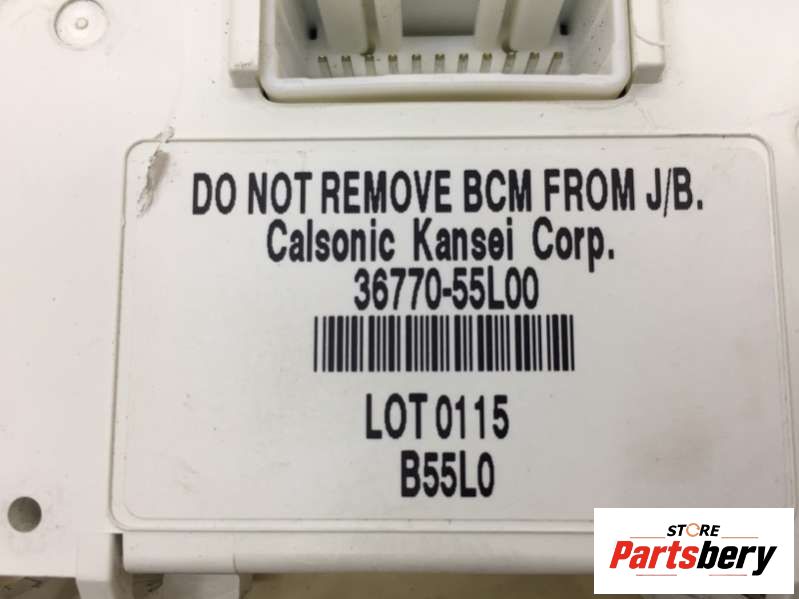 DO NOT REMOVE BCM FROM J/B.
Calsonic Kansei Corp.
36770-55L00
LOT 0115
B55L0
STORE
Partsbery